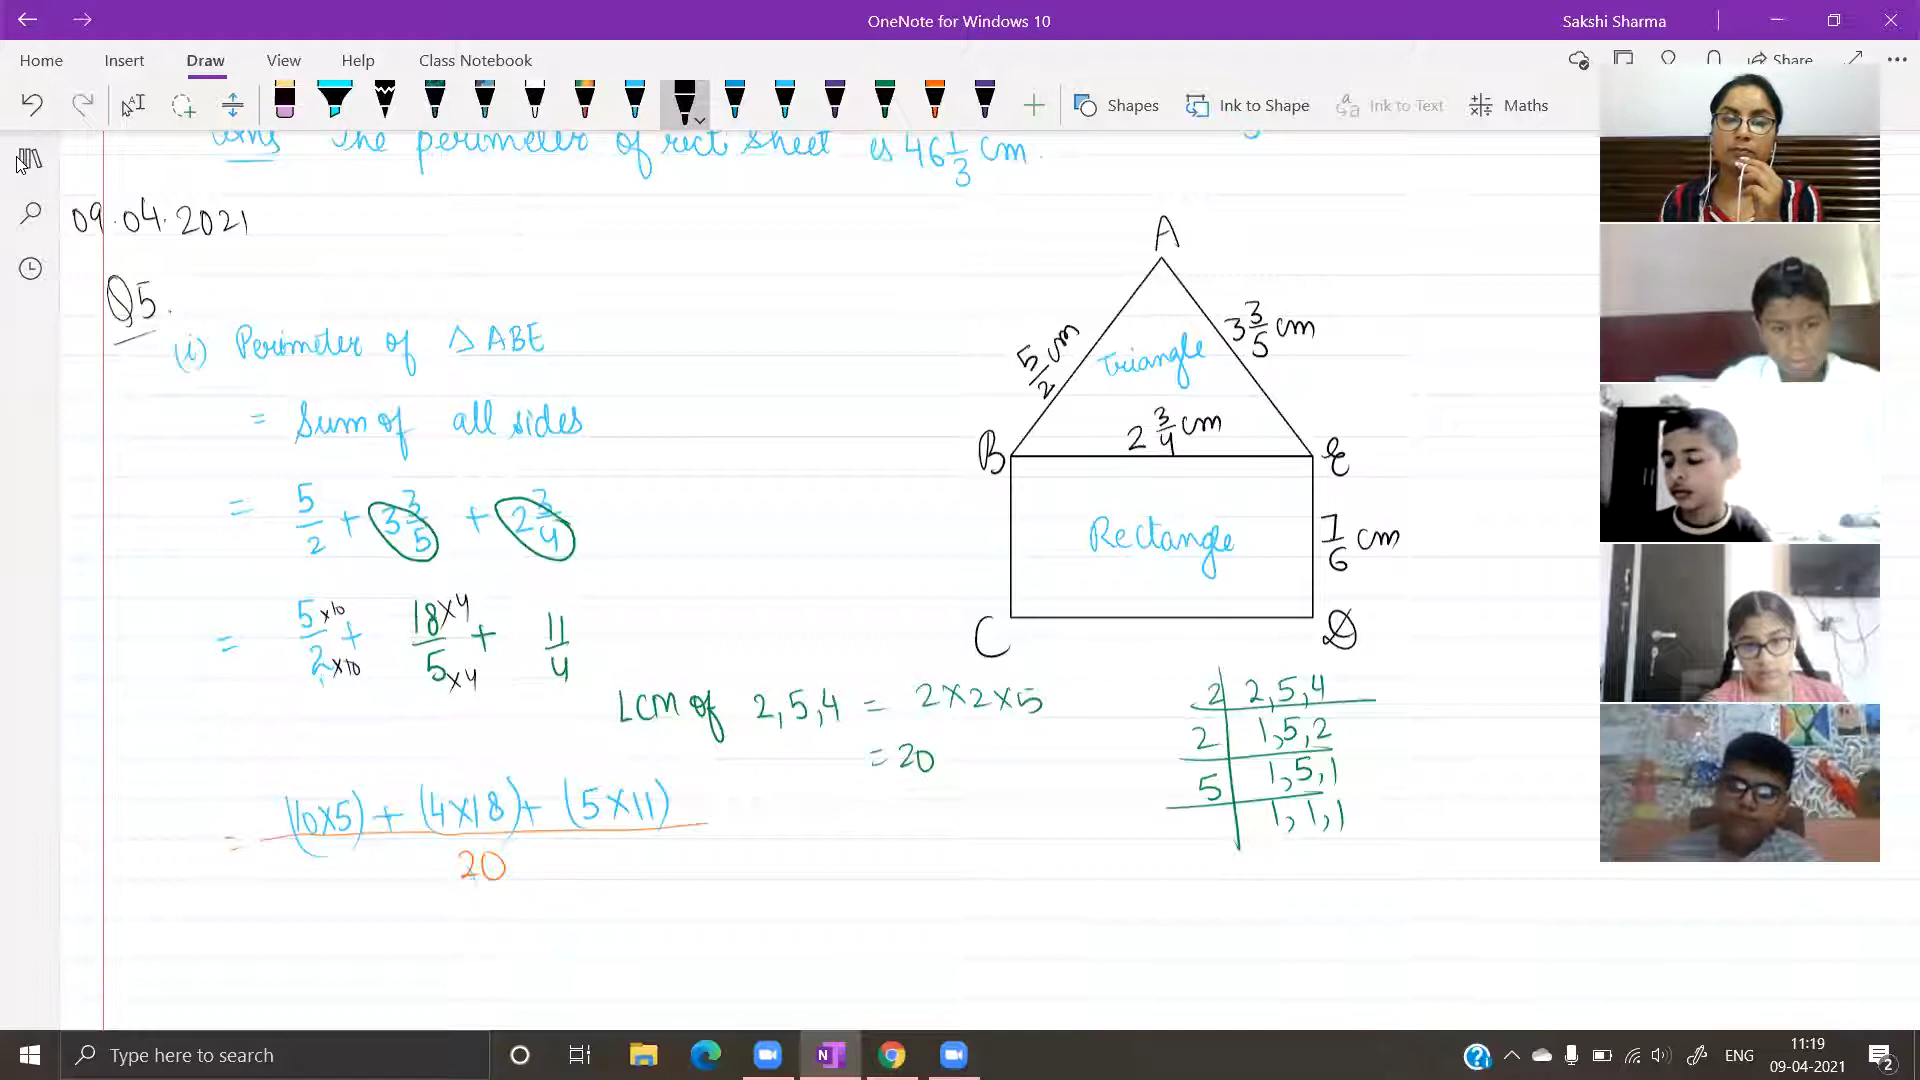 OneNote for Windows 10
Sakshi Sharma
Home Insert Draw View Help Class Notebook
Share
Shapes Ink to Shape Ink to Text Maths
Ans The perimeter of rect sheet is 46 1/3 cm.
09.04.2021
Q5.
(i) Perimeter of △ ABE
= Sum of all sides
= 5/2 + 3 3/5 + 2 3/4
= 5×10/2×10 + 18×4/5×4 + 11/4
LCM of 2,5,4 = 2×2×5
= 20
= (10×5) + (4×18) + (5×11)
20
A
5/2 cm
3 3/5 cm
Triangle
2 3/4 cm
B E
Rectangle
7/6 cm
C D
2 2,5,4
2 1,5,2
5 1,5,1
1,1,1
Type here to search
ENG
11:19
09-04-2021
2